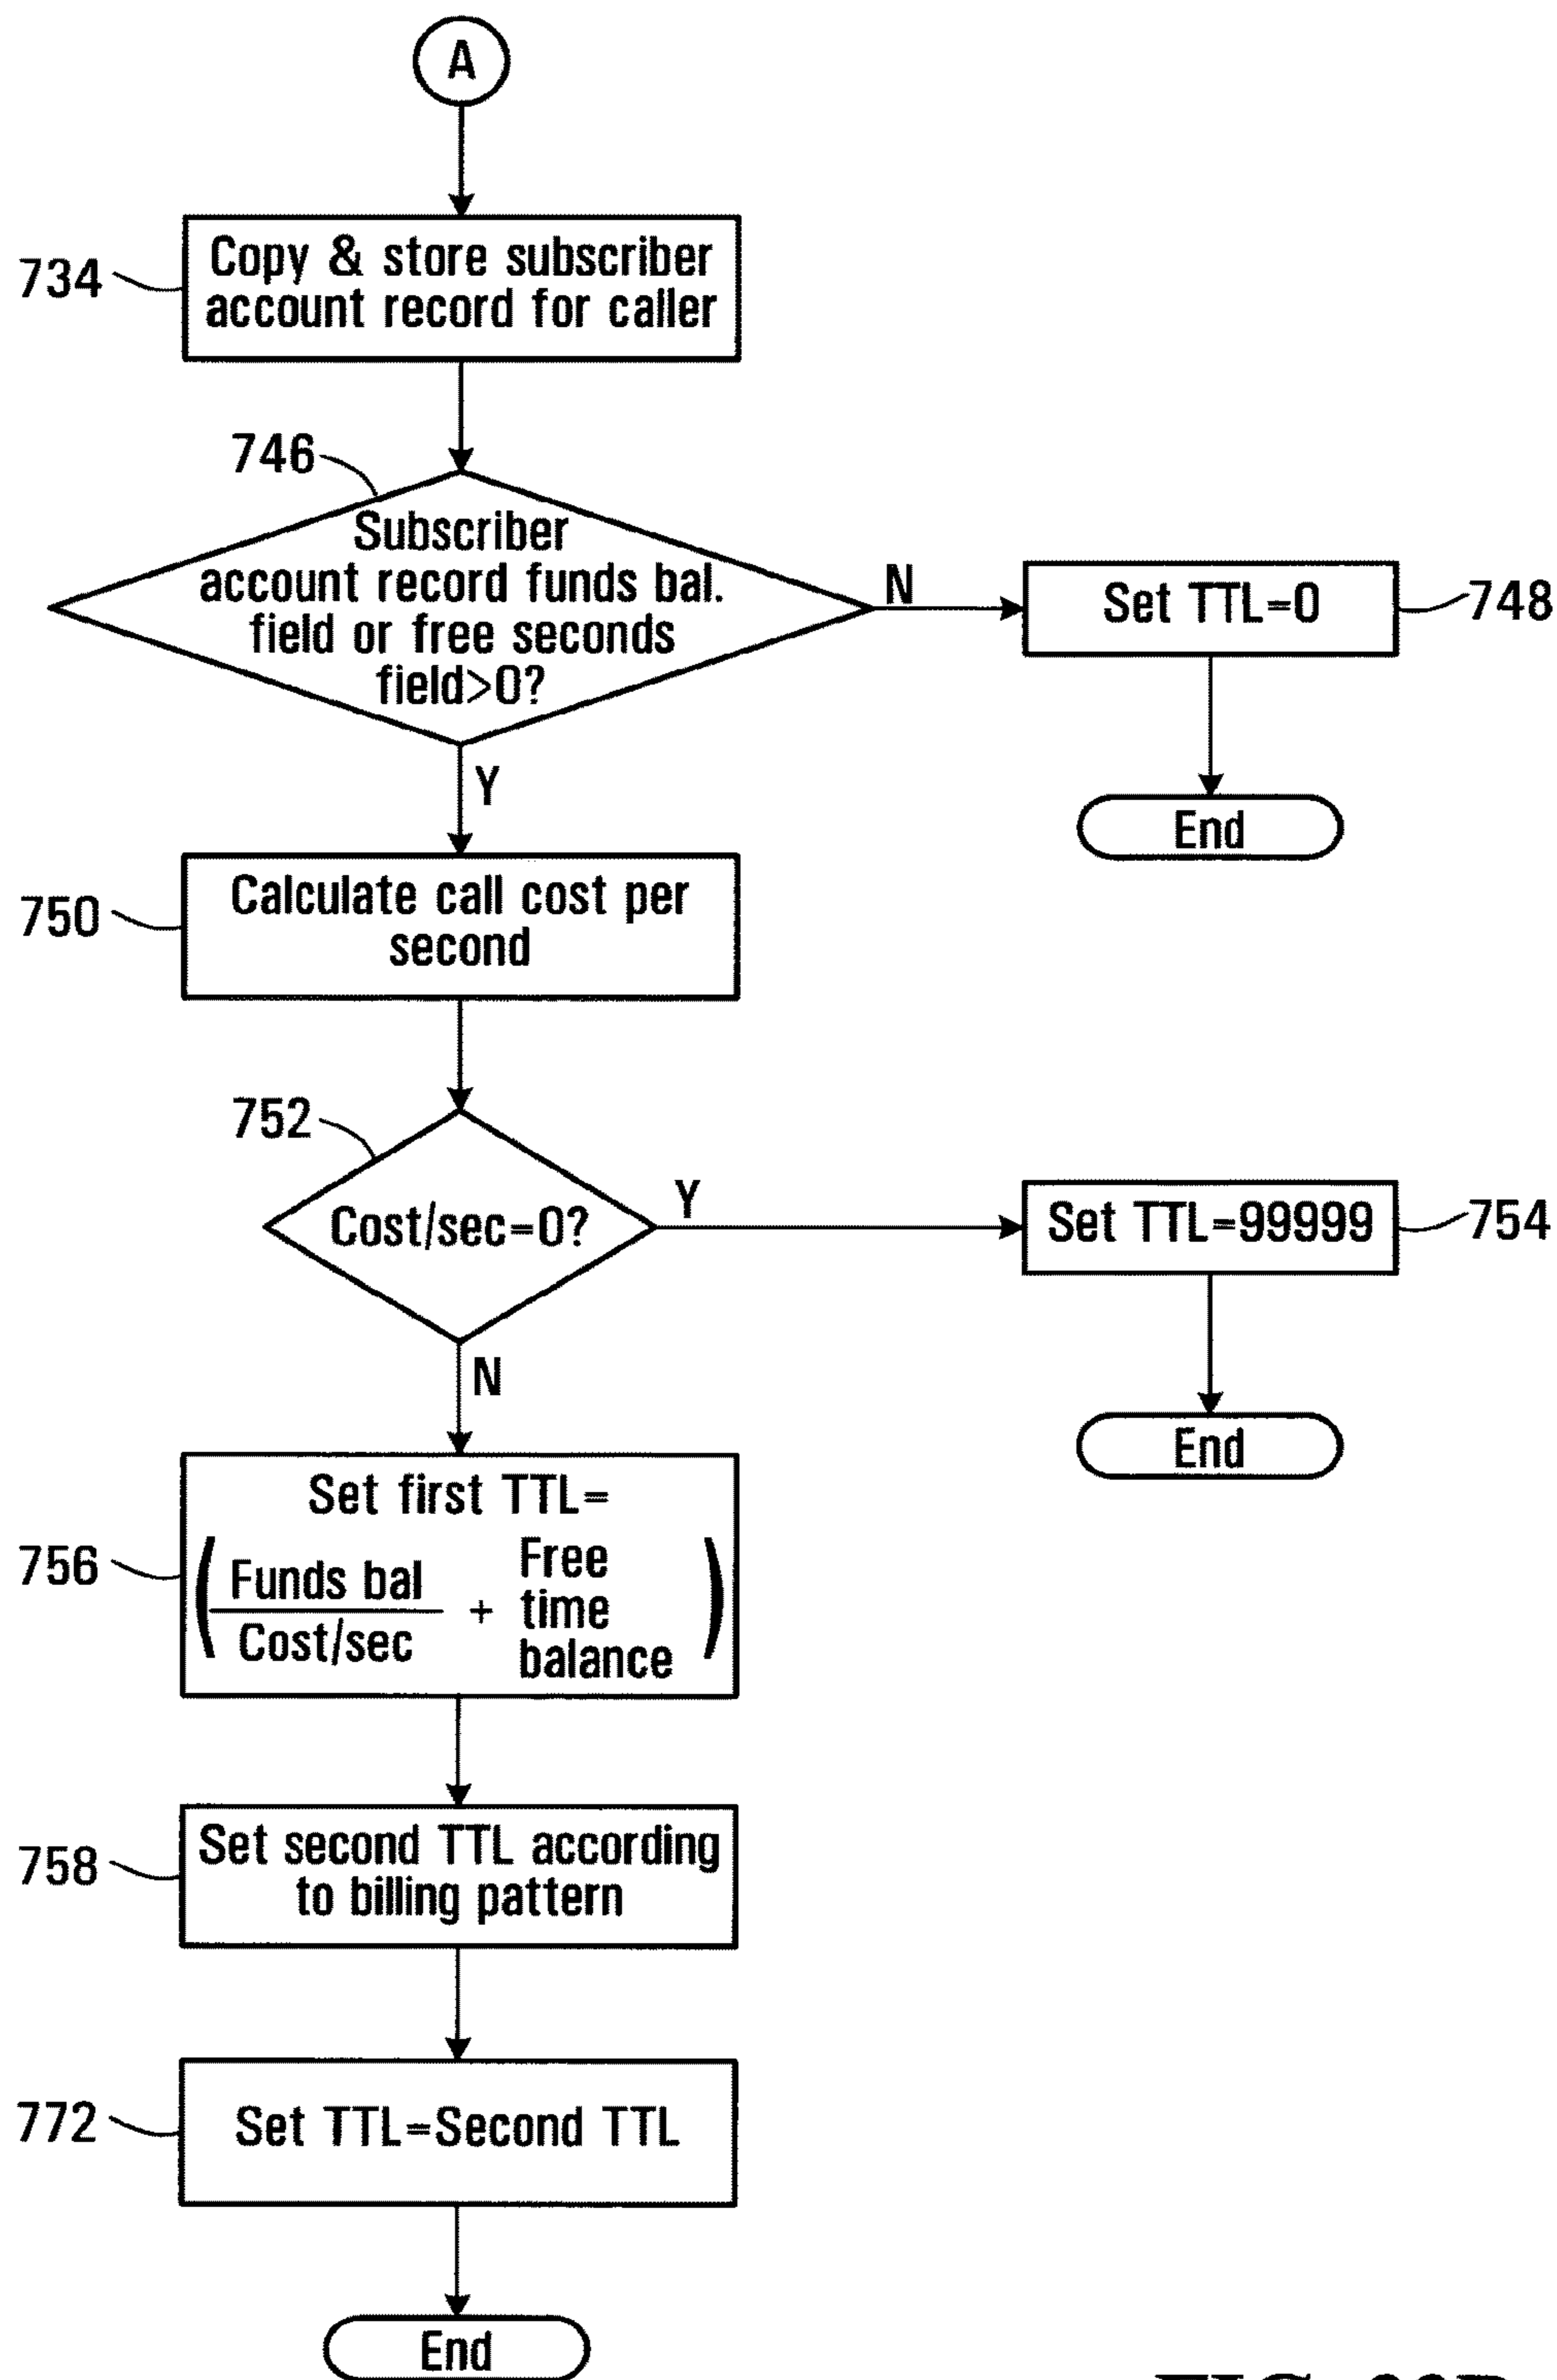 A
734
Copy & store subscriber
account record for caller
746
Subscriber
account record funds bal.
field or free seconds
field>0?
N
Set TTL=0
748
End
Y
750
Calculate call cost per
second
752
Cost/sec=0?
Y
Set TTL=99999
754
End
N
756
Set first TTL=
( Funds bal / Cost/sec + Free time balance )
758
Set second TTL according
to billing pattern
772
Set TTL=Second TTL
End